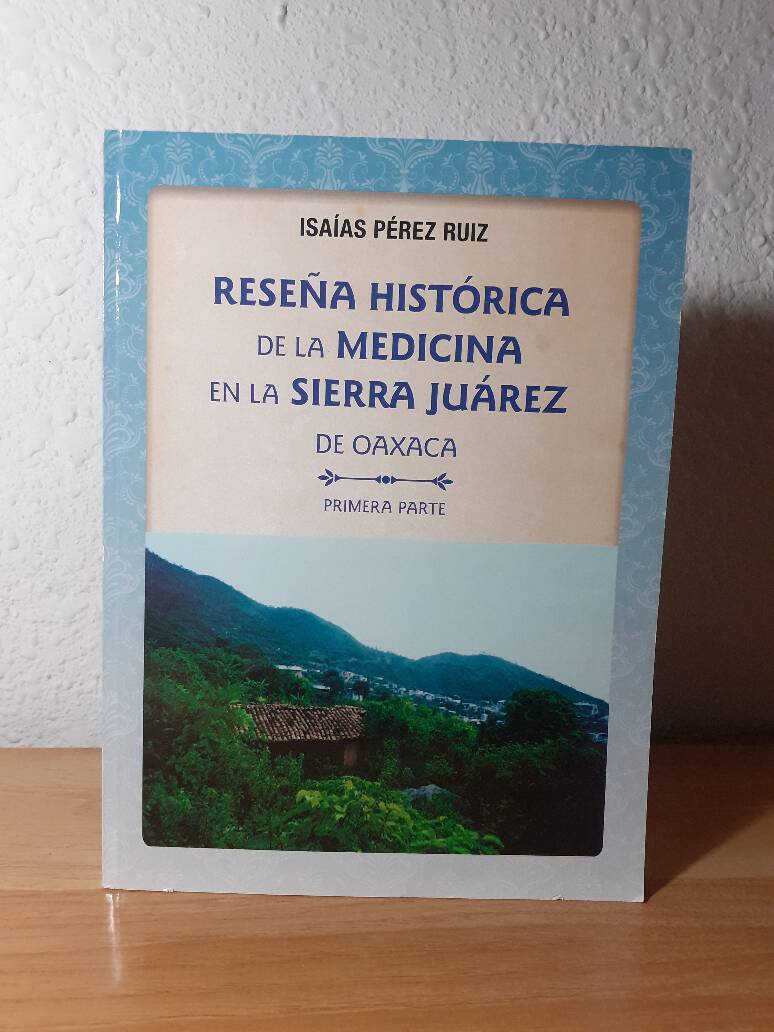 ISAÍAS PÉREZ RUIZ
RESEÑA HISTÓRICA
DE LA MEDICINA
EN LA SIERRA JUÁREZ
DE OAXACA
PRIMERA PARTE